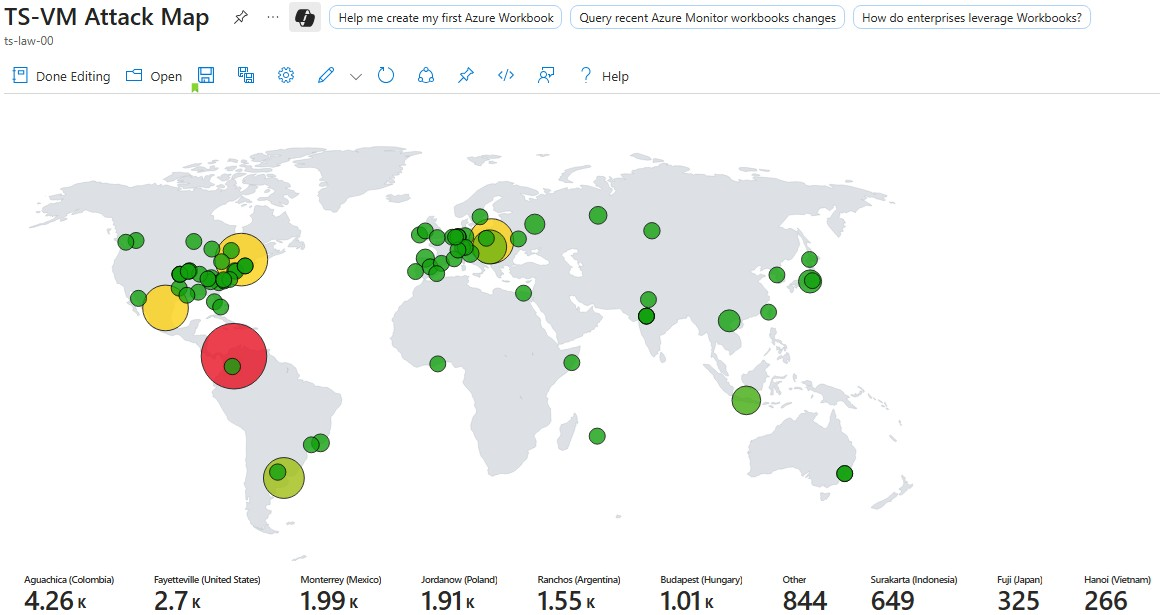 TS-VM Attack Map
Help me create my first Azure Workbook
Query recent Azure Monitor workbooks changes
How do enterprises leverage Workbooks?
ts-law-00
Done Editing
Open
Help
Aguachica (Colombia)
4.26 K
Fayetteville (United States)
2.7 K
Monterrey (Mexico)
1.99 K
Jordanow (Poland)
1.91 K
Ranchos (Argentina)
1.55 K
Budapest (Hungary)
1.01 K
Other
844
Surakarta (Indonesia)
649
Fuji (Japan)
325
Hanoi (Vietnam)
266